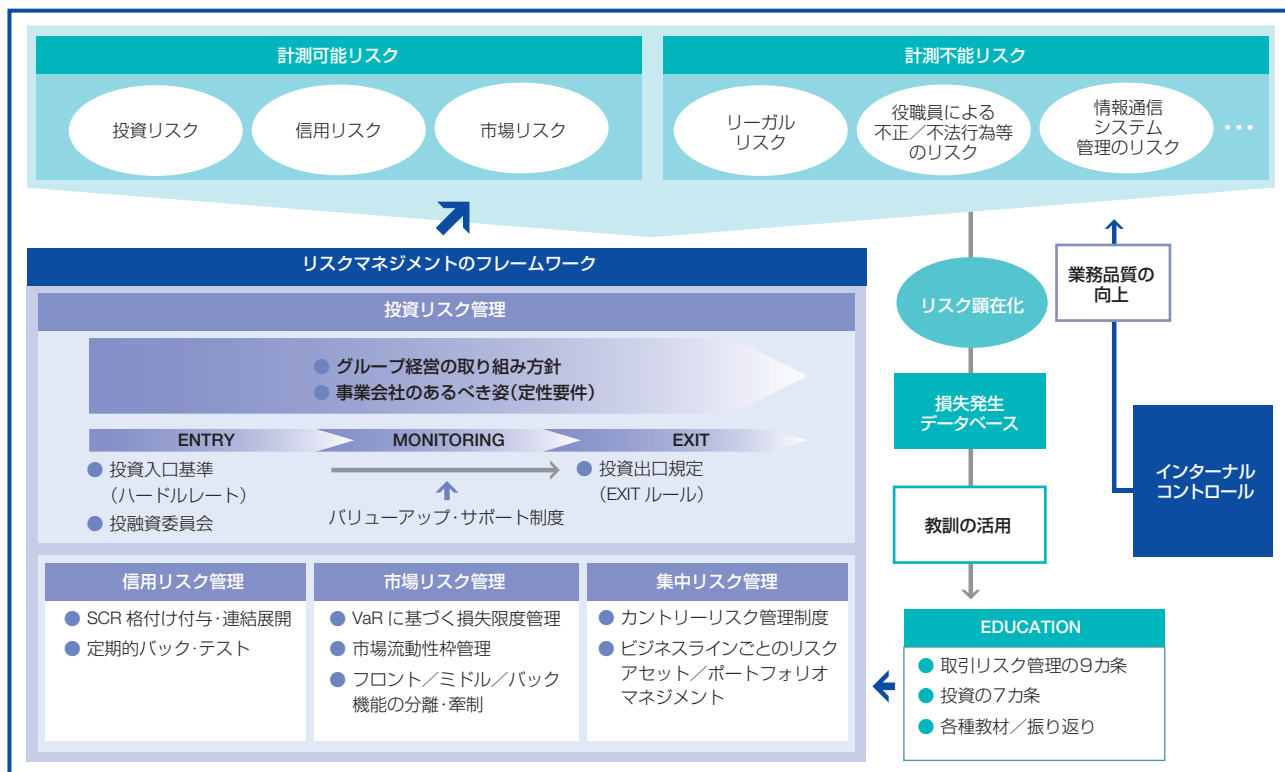 計測可能リスク
投資リスク
信用リスク
市場リスク
計測不能リスク
リーガル
リスク
役職員による
不正／不法行為等
のリスク
情報通信
システム
管理のリスク
…
リスクマネジメントのフレームワーク
投資リスク管理
● グループ経営の取り組み方針
● 事業会社のあるべき姿（定性要件）
ENTRY
MONITORING
EXIT
● 投資入口基準
（ハードルレート）
● 投融資委員会
バリューアップ・サポート制度
● 投資出口規定
（EXIT ルール）
信用リスク管理
● SCR 格付け付与・連結展開
● 定期的バック・テスト
市場リスク管理
● VaR に基づく損失限度管理
● 市場流動性枠管理
● フロント／ミドル／バック
機能の分離・牽制
集中リスク管理
● カントリーリスク管理制度
● ビジネスラインごとのリスク
アセット／ポートフォリオ
マネジメント
リスク顕在化
損失発生
データベース
教訓の活用
EDUCATION
● 取引リスク管理の9カ条
● 投資の7カ条
● 各種教材／振り返り
業務品質の
向上
インターナル
コントロール